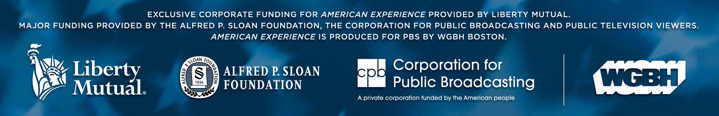 EXCLUSIVE CORPORATE FUNDING FOR AMERICAN EXPERIENCE PROVIDED BY LIBERTY MUTUAL.
MAJOR FUNDING PROVIDED BY THE ALFRED P. SLOAN FOUNDATION, THE CORPORATION FOR PUBLIC BROADCASTING AND PUBLIC TELEVISION VIEWERS.
AMERICAN EXPERIENCE IS PRODUCED FOR PBS BY WGBH BOSTON.
Liberty
Mutual.
ALFRED P. SLOAN
FOUNDATION
cpb
Corporation for
Public Broadcasting
A private corporation funded by the American people
WGBH